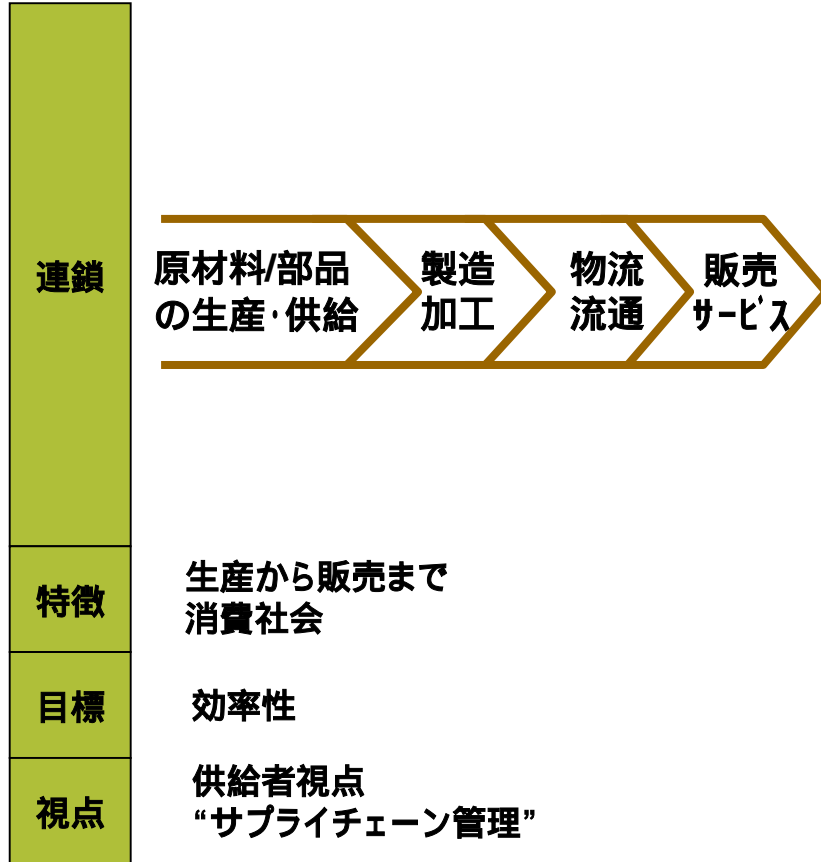 連鎖
原材料/部品
の生産･供給
製造
加工
物流
流通
販売
ｻｰﾋﾞｽ
特徴
生産から販売まで
消費社会
目標
効率性
視点
供給者視点
“サプライチェーン管理”